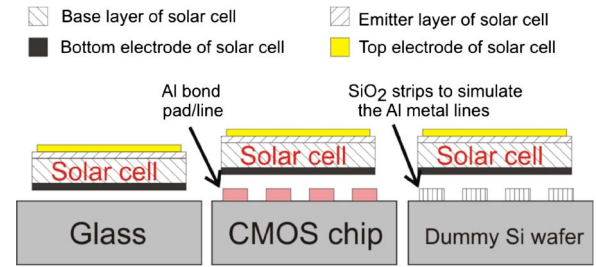 Base layer of solar cell
Emitter layer of solar cell
Bottom electrode of solar cell
Top electrode of solar cell
Al bond
pad/line
SiO2 strips to simulate
the Al metal lines
Solar cell
Solar cell
Solar cell
Glass
CMOS chip
Dummy Si wafer